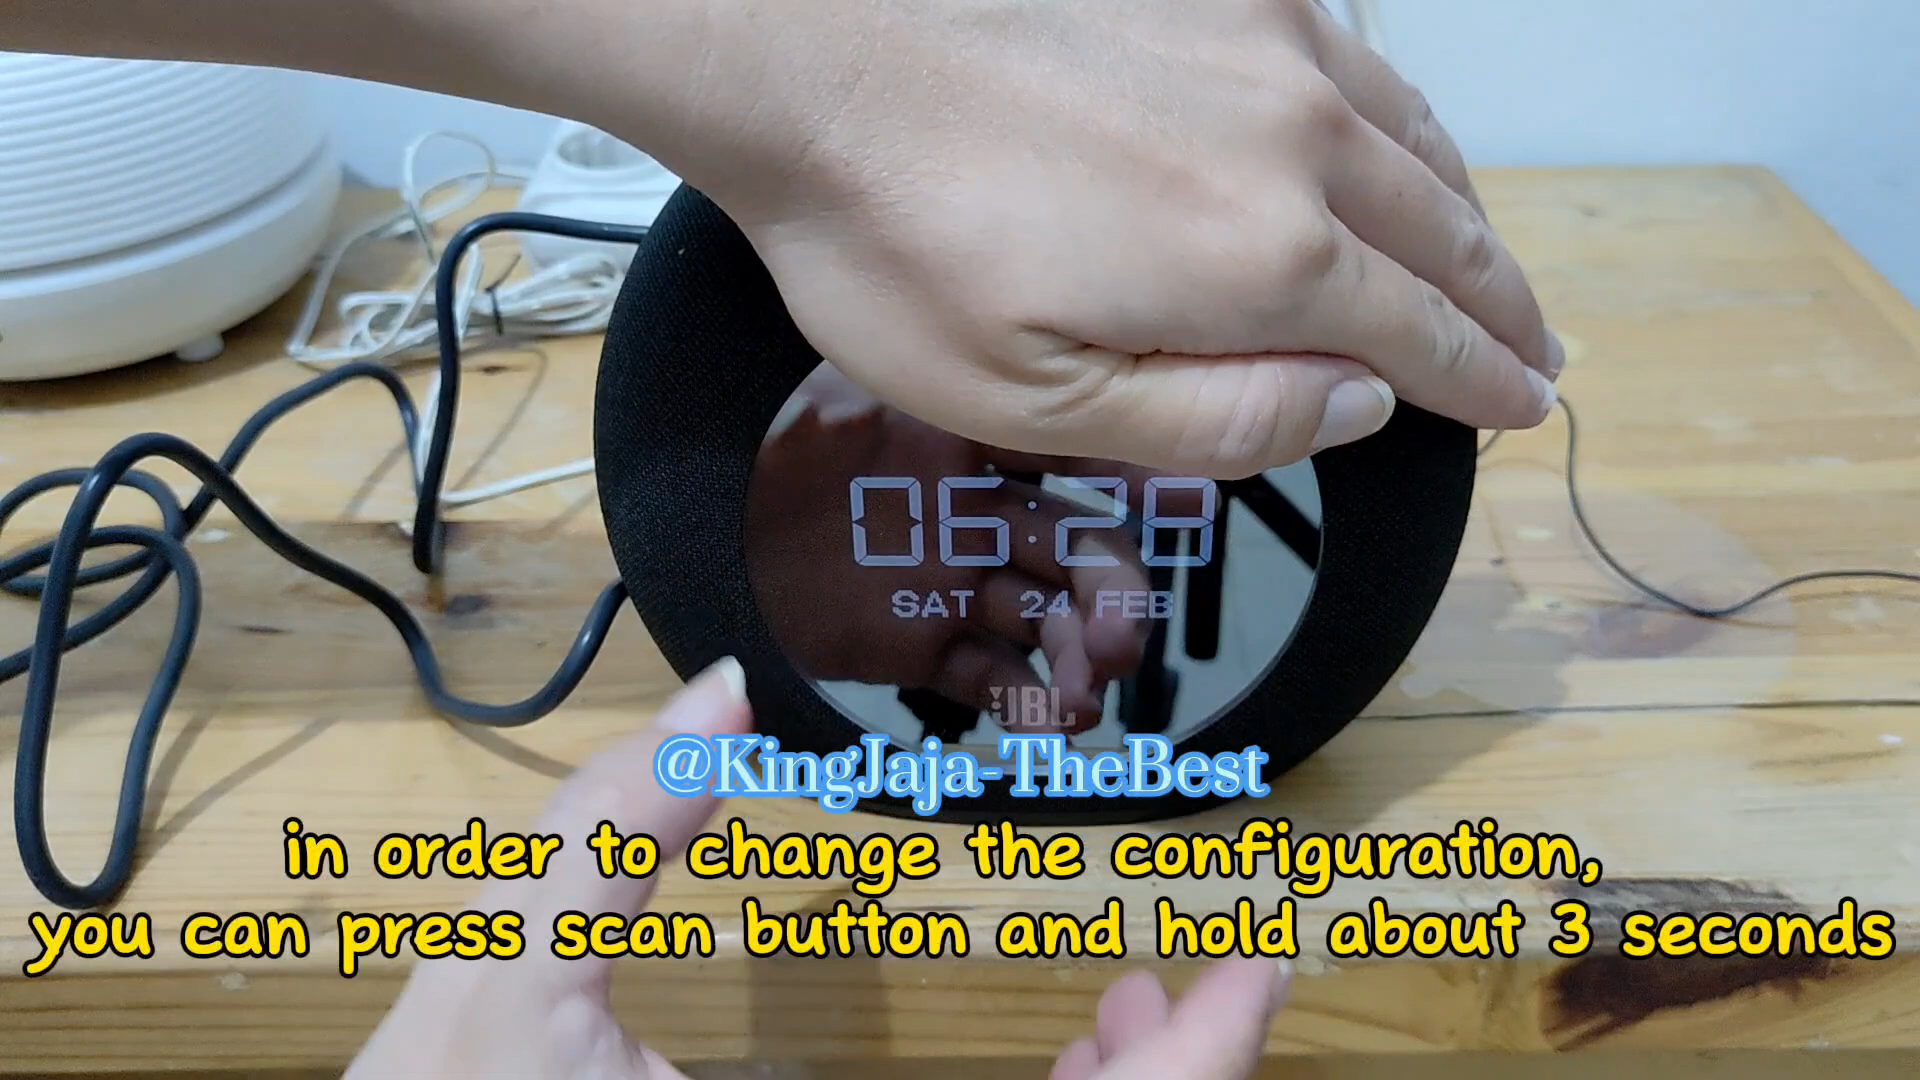 06:28
SAT 24 FEB
JBL
@KingJaja-TheBest
in order to change the configuration,
you can press scan button and hold about 3 seconds